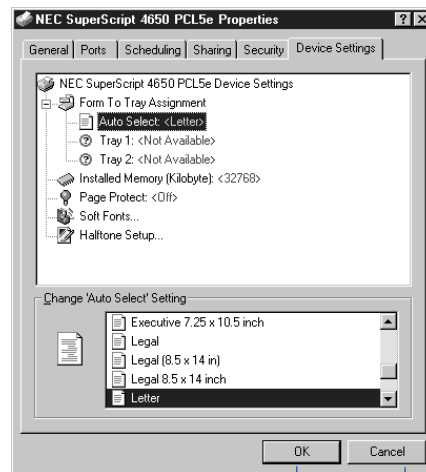 NEC SuperScript 4650 PCL5e Properties
General Ports Scheduling Sharing Security Device Settings
NEC SuperScript 4650 PCL5e Device Settings
Form To Tray Assignment
Auto Select: <Letter>
Tray 1: <Not Available>
Tray 2: <Not Available>
Installed Memory (Kilobyte): <32768>
Page Protect: <Off>
Soft Fonts...
Halftone Setup...
Change 'Auto Select' Setting
Executive 7.25 x 10.5 inch
Legal
Legal (8.5 x 14 in)
Legal 8.5 x 14 inch
Letter
OK Cancel